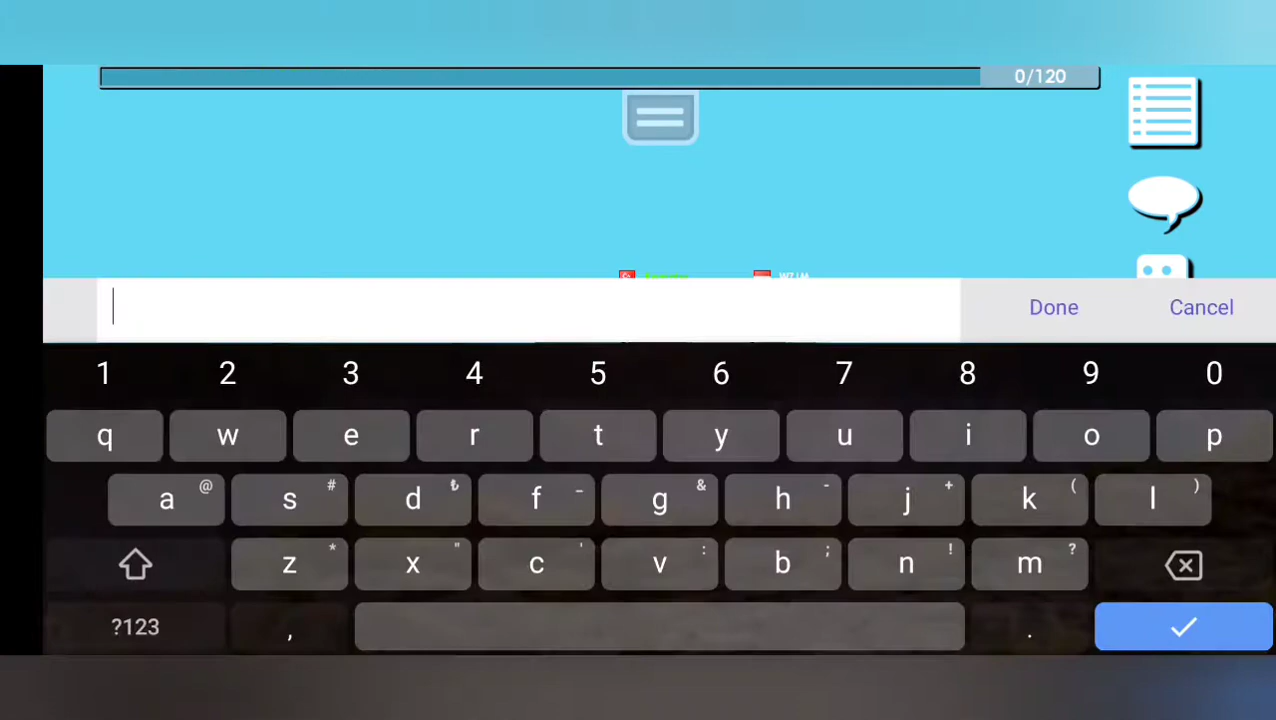 0/120
Done Cancel
1 2 3 4 5 6 7 8 9 0
q w e r t y u i o p
a @ s # d ₺ f _ g & h - j + k ( l )
z * x " c ' v : b ; n ! m ?
?123 , .